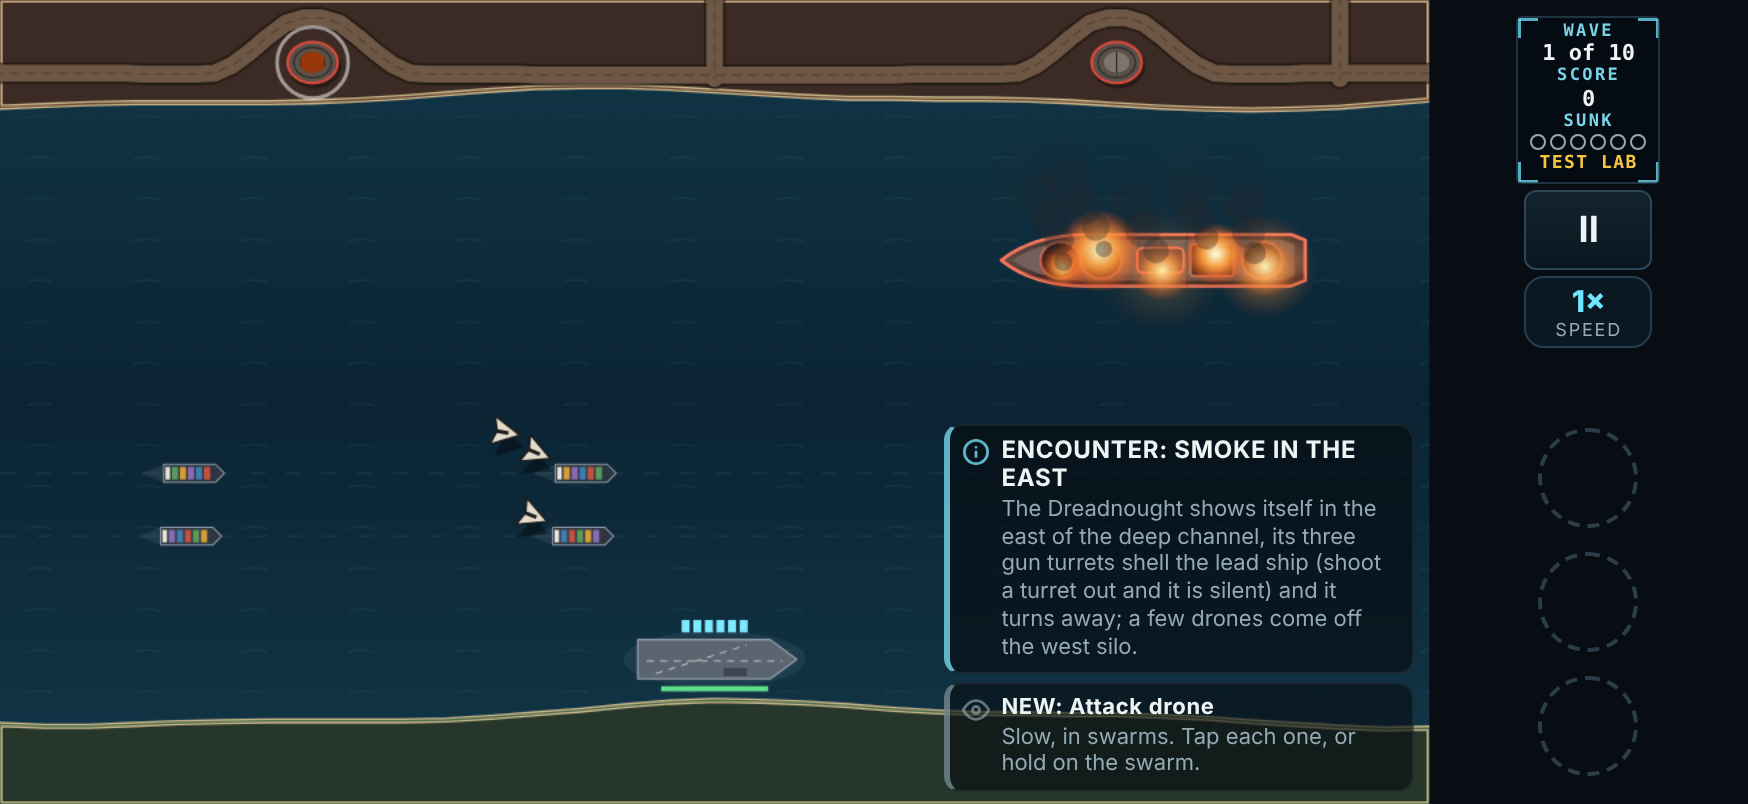 WAVE
1 of 10
SCORE
0
SUNK
TEST LAB
1×
SPEED
ENCOUNTER: SMOKE IN THE
EAST
The Dreadnought shows itself in the
east of the deep channel, its three
gun turrets shell the lead ship (shoot
a turret out and it is silent) and it
turns away; a few drones come off
the west silo.
NEW: Attack drone
Slow, in swarms. Tap each one, or
hold on the swarm.